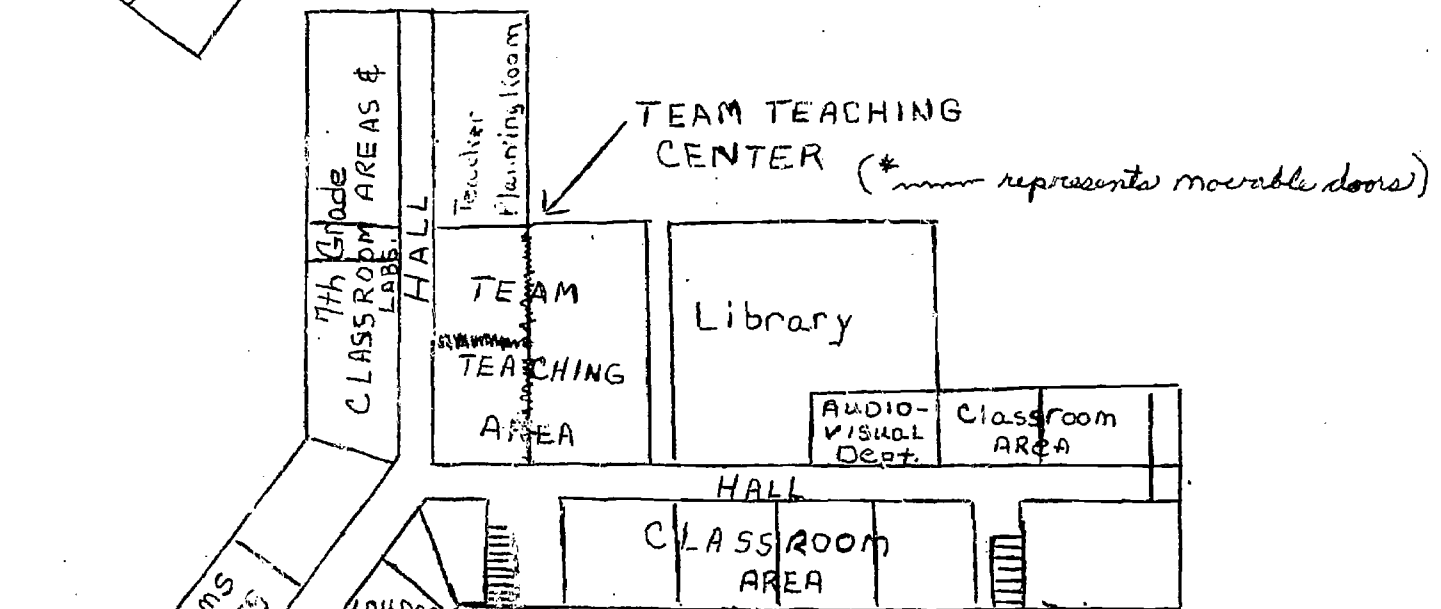 TEAM TEACHING
CENTER
(* represents movable doors)
Teacher
Planning Room
7th Grade
CLASSROOM AREAS &
LABS.
HALL
TEAM
TEACHING
AREA
Library
AUDIO-
VISUAL
Dept.
Classroom
AREA
HALL
CLASSROOM
AREA